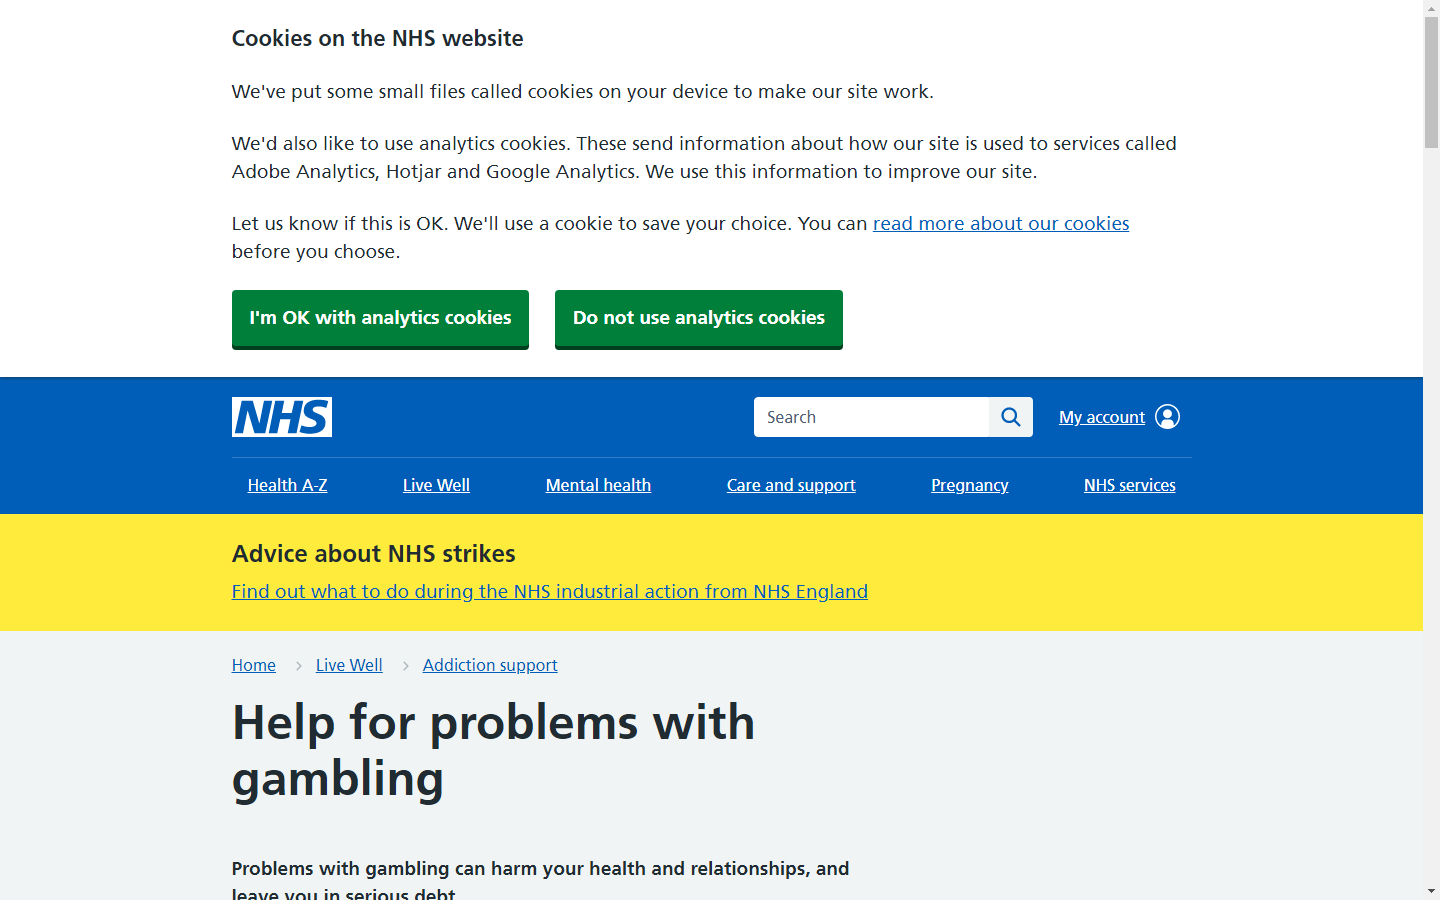 Cookies on the NHS website
We've put some small files called cookies on your device to make our site work.
We'd also like to use analytics cookies. These send information about how our site is used to services called
Adobe Analytics, Hotjar and Google Analytics. We use this information to improve our site.
Let us know if this is OK. We'll use a cookie to save your choice. You can read more about our cookies
before you choose.
I'm OK with analytics cookies
Do not use analytics cookies
NHS
Search
My account
Health A-Z
Live Well
Mental health
Care and support
Pregnancy
NHS services
Advice about NHS strikes
Find out what to do during the NHS industrial action from NHS England
Home
Live Well
Addiction support
Help for problems with
gambling
Problems with gambling can harm your health and relationships, and
leave you in serious debt